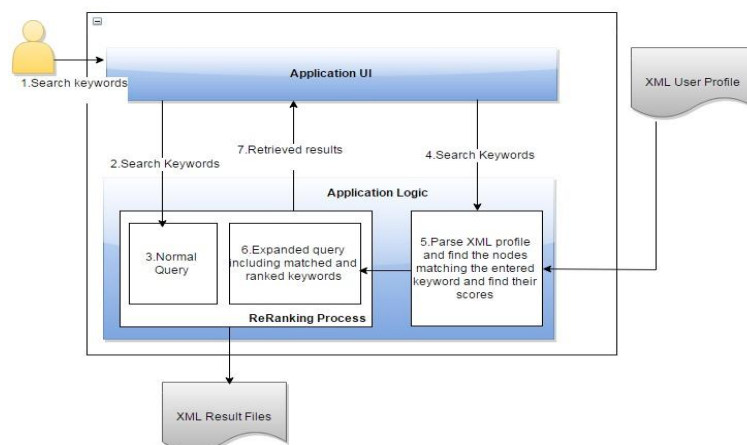 Application UI
1.Search keywords
XML User Profile
2.Search Keywords
7.Retrieved results
4.Search Keywords
Application Logic
3.Normal
Query
6.Expanded query
including matched and
ranked keywords
5.Parse XML profile
and find the nodes
matching the entered
keyword and find their
scores
ReRanking Process
XML Result Files